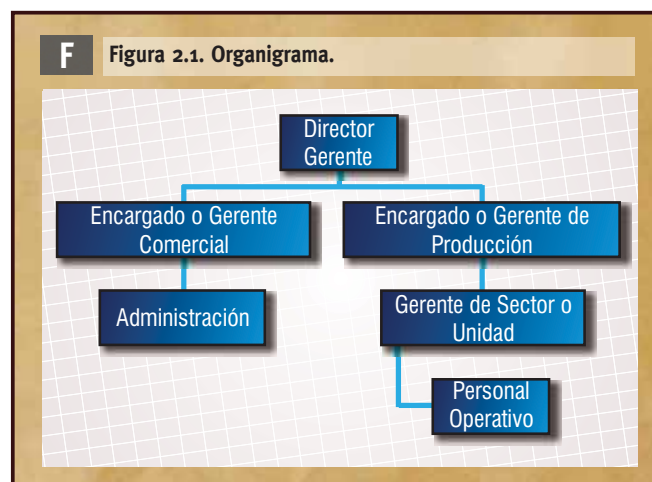 F
Figura 2.1. Organigrama.
Director
Gerente
Encargado o Gerente
Comercial
Encargado o Gerente de
Producción
Administración
Gerente de Sector o
Unidad
Personal
Operativo